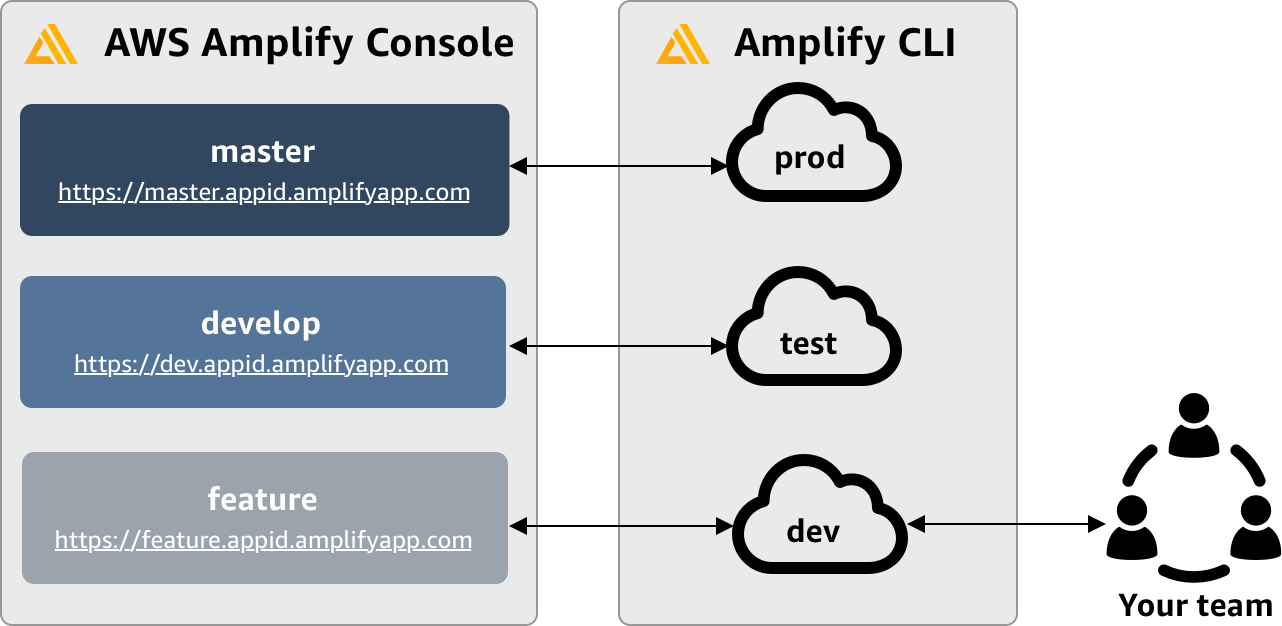 AWS Amplify Console
master
https://master.appid.amplifyapp.com
develop
https://dev.appid.amplifyapp.com
feature
https://feature.appid.amplifyapp.com
Amplify CLI
prod
test
dev
Your team